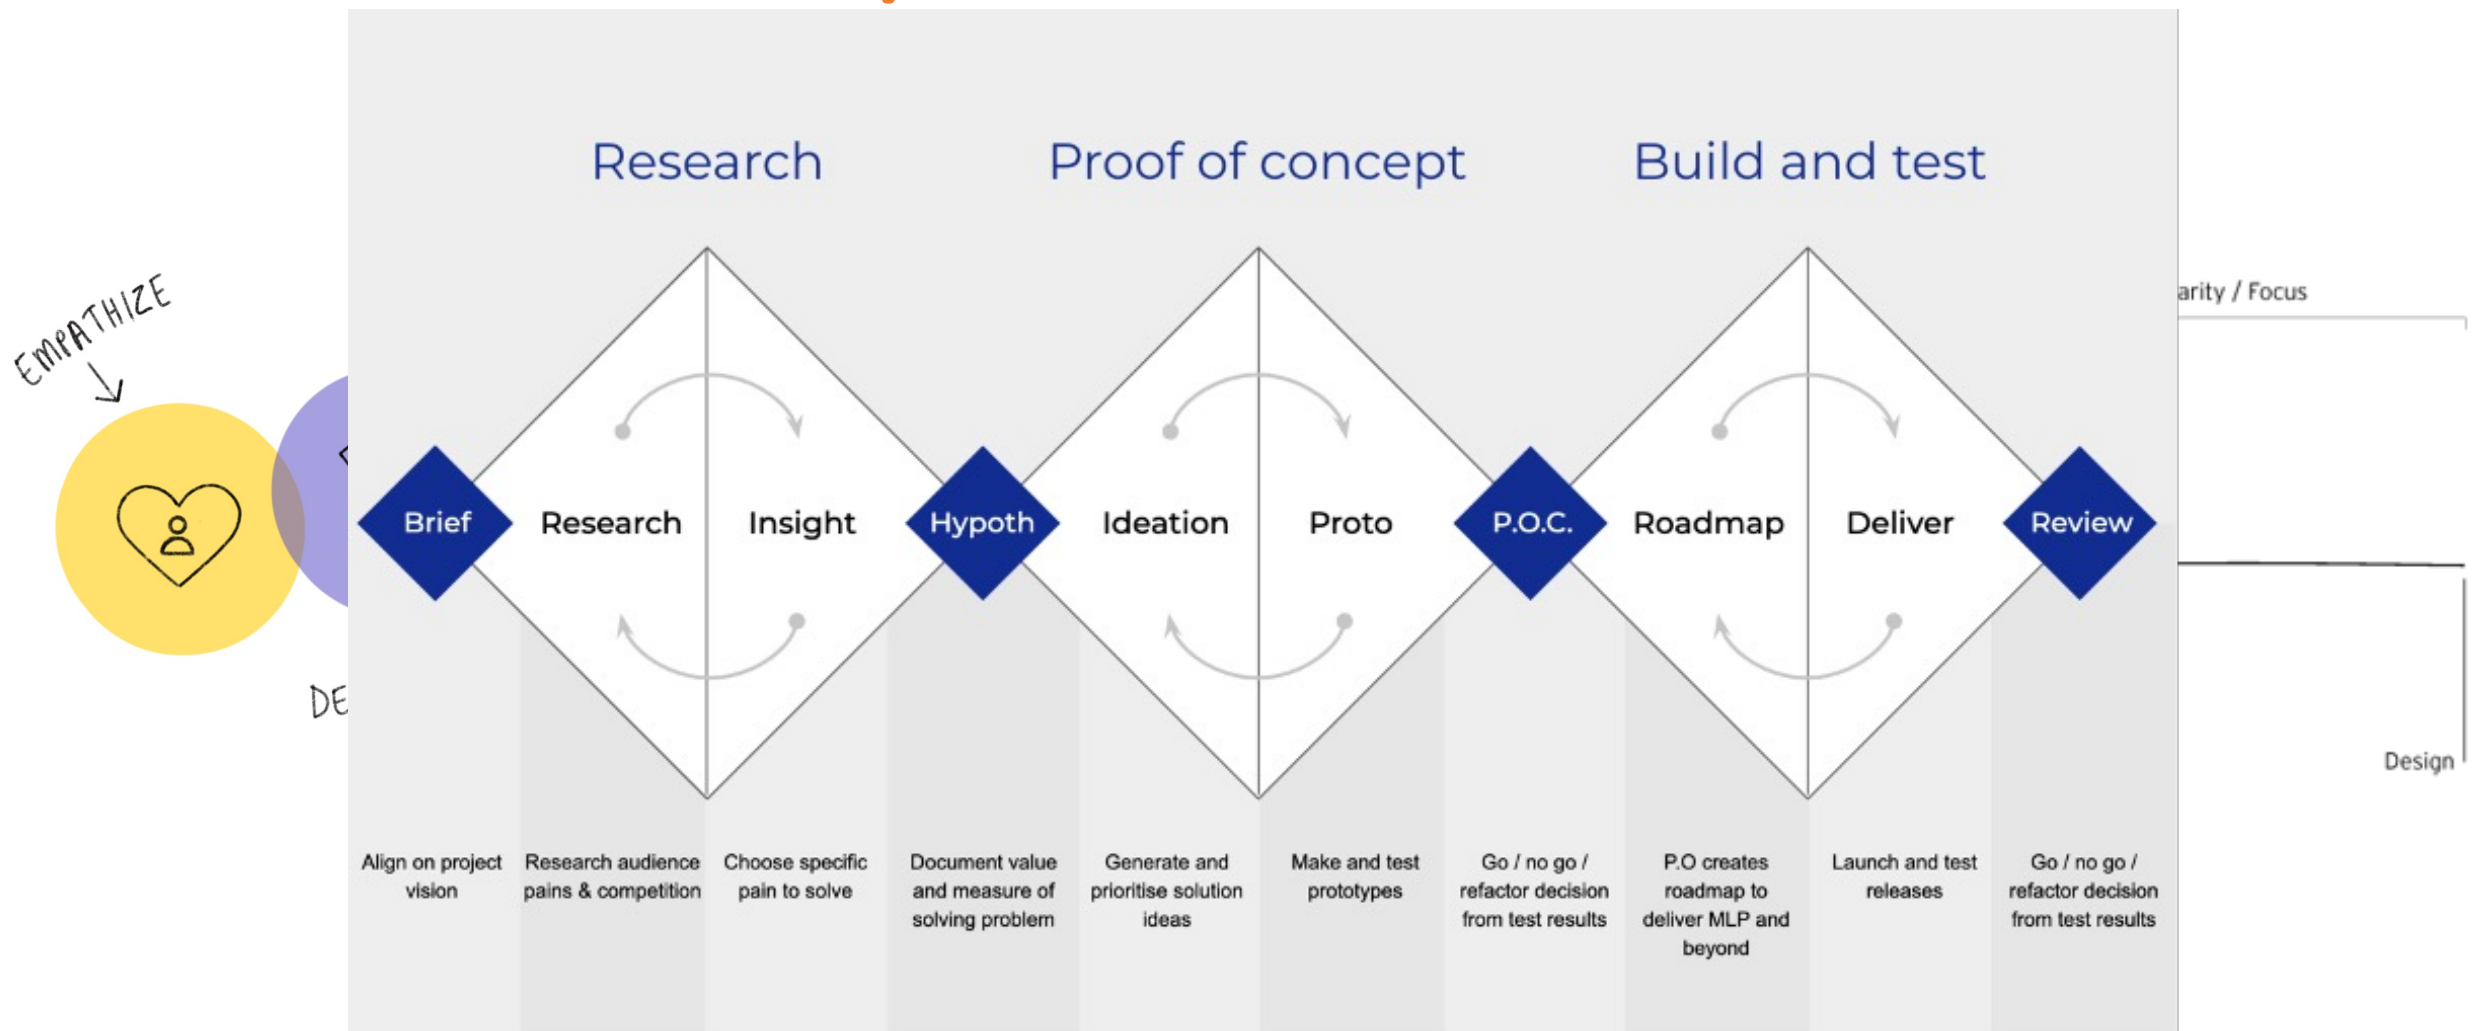 Research
Proof of concept
Build and test
EMPATHIZE
arity / Focus
Brief
Research
Insight
Hypoth
Ideation
Proto
P.O.C.
Roadmap
Deliver
Review
DE
Design
Align on project
vision
Research audience
pains & competition
Choose specific
pain to solve
Document value
and measure of
solving problem
Generate and
prioritise solution
ideas
Make and test
prototypes
Go / no go /
refactor decision
from test results
P.O creates
roadmap to
deliver MLP and
beyond
Launch and test
releases
Go / no go /
refactor decision
from test results